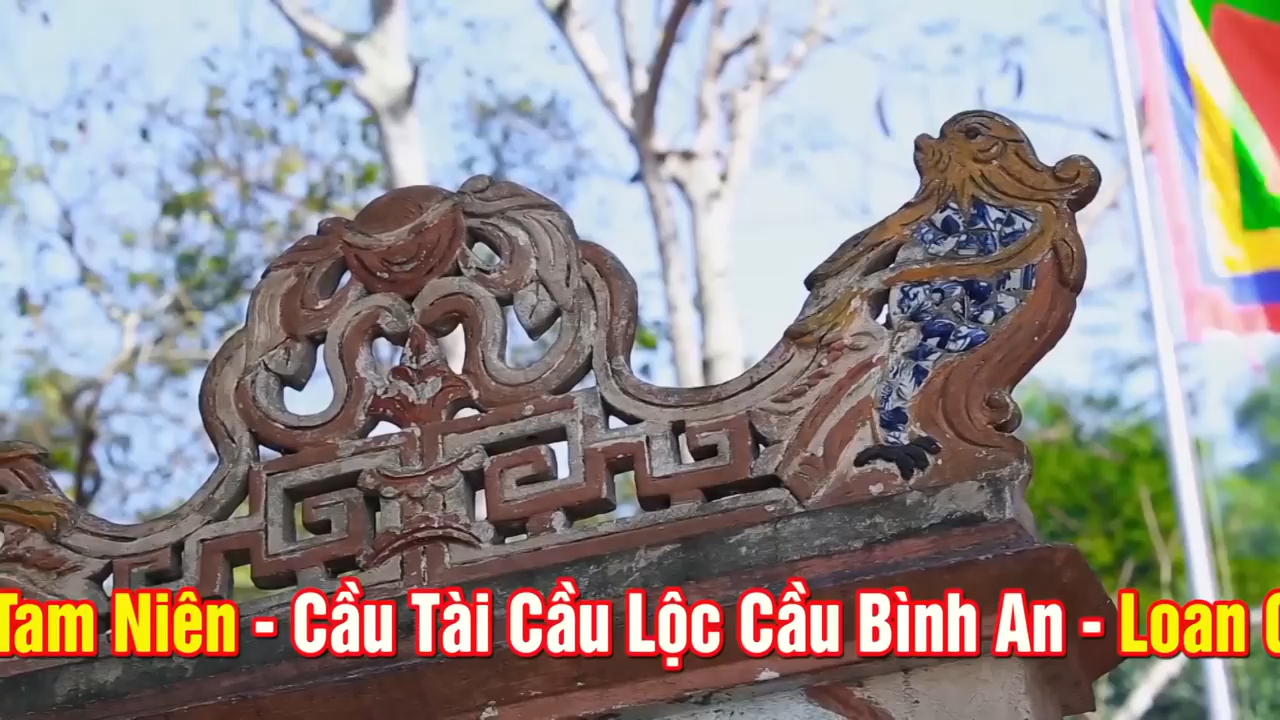 Tam Niên - Cầu Tài Cầu Lộc Cầu Bình An - Loan